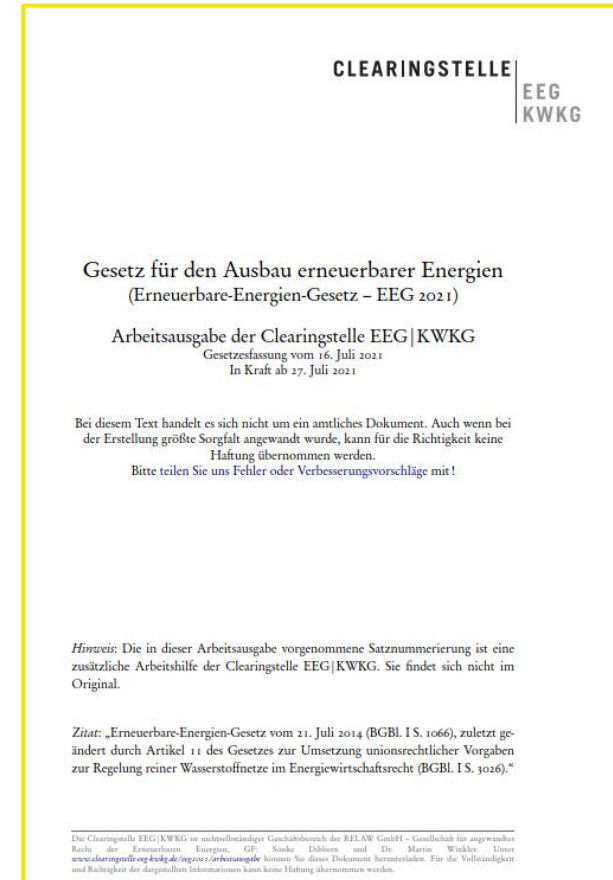 CLEARINGSTELLE
EEG
KWKG
Gesetz für den Ausbau erneuerbarer Energien
(Erneuerbare-Energien-Gesetz – EEG 2021)
Arbeitsausgabe der Clearingstelle EEG|KWKG
Gesetzesfassung vom 16. Juli 2021
In Kraft ab 27. Juli 2021
Bei diesem Text handelt es sich nicht um ein amtliches Dokument. Auch wenn bei
der Erstellung größte Sorgfalt angewandt wurde, kann für die Richtigkeit keine
Haftung übernommen werden.
Bitte teilen Sie uns Fehler oder Verbesserungsvorschläge mit!
Hinweis: Die in dieser Arbeitsausgabe vorgenommene Satznummerierung ist eine
zusätzliche Arbeitshilfe der Clearingstelle EEG|KWKG. Sie findet sich nicht im
Original.
Zitat: „Erneuerbare-Energien-Gesetz vom 21. Juli 2014 (BGBl. I S. 1066), zuletzt ge-
ändert durch Artikel 11 des Gesetzes zur Umsetzung unionsrechtlicher Vorgaben
zur Regelung reiner Wasserstoffnetze im Energiewirtschaftsrecht (BGBl. I S. 3026).“
Die Clearingstelle EEG|KWKG ist nichtselbständiger Geschäftsbereich der RELAW GmbH – Gesellschaft für angewandtes
Recht der Erneuerbaren Energien, GF: Sönke Dibbern und Dr. Martin Winkler. Unter
www.clearingstelle-eeg-kwkg.de/eeg2021/arbeitsausgabe können Sie dieses Dokument herunterladen. Für die Vollständigkeit
und Richtigkeit der dargestellten Informationen kann keine Haftung übernommen werden.